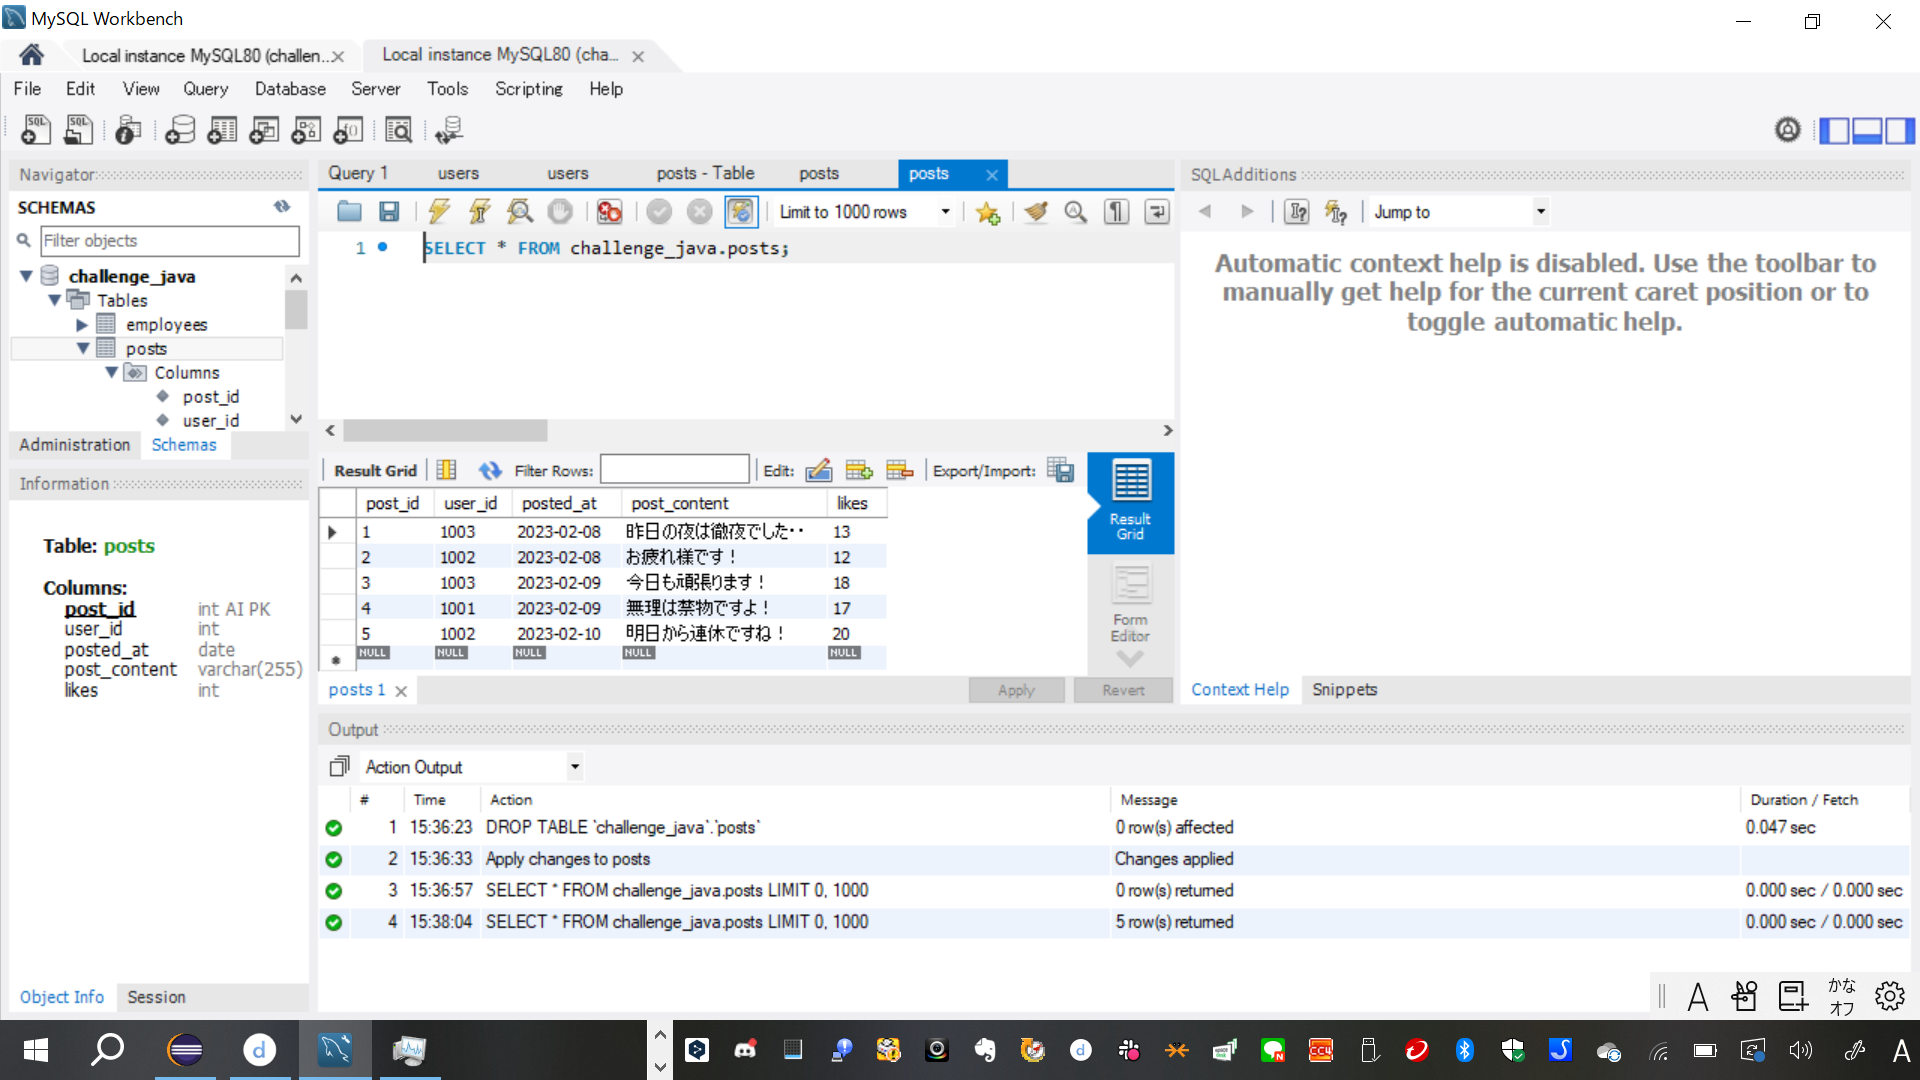 MySQL Workbench
Local instance MySQL80 (challen... Local instance MySQL80 (cha...
File Edit View Query Database Server Tools Scripting Help
Navigator
SCHEMAS
Filter objects
challenge_java
Tables
employees
posts
Columns
post_id
user_id
Administration Schemas
Information
Table: posts
Columns:
post_id int AI PK
user_id int
posted_at date
post_content varchar(255)
likes int
Object Info Session
Query 1 users users posts - Table posts posts
Limit to 1000 rows
1 SELECT * FROM challenge_java.posts;
Result Grid Filter Rows: Edit: Export/Import:
post_id user_id posted_at post_content likes
1 1003 2023-02-08 昨日の夜は徹夜でした‥ 13
2 1002 2023-02-08 お疲れ様です！ 12
3 1003 2023-02-09 今日も頑張ります！ 18
4 1001 2023-02-09 無理は禁物ですよ！ 17
5 1002 2023-02-10 明日から連休ですね！ 20
NULL NULL NULL NULL NULL
Result
Grid
Form
Editor
posts 1 Apply Revert
SQLAdditions
Jump to
Automatic context help is disabled. Use the toolbar to
manually get help for the current caret position or to
toggle automatic help.
Context Help Snippets
Output
Action Output
# Time Action Message Duration / Fetch
1 15:36:23 DROP TABLE `challenge_java`.`posts` 0 row(s) affected 0.047 sec
2 15:36:33 Apply changes to posts Changes applied
3 15:36:57 SELECT * FROM challenge_java.posts LIMIT 0, 1000 0 row(s) returned 0.000 sec / 0.000 sec
4 15:38:04 SELECT * FROM challenge_java.posts LIMIT 0, 1000 5 row(s) returned 0.000 sec / 0.000 sec
A かな
オフ
d d CC4 A